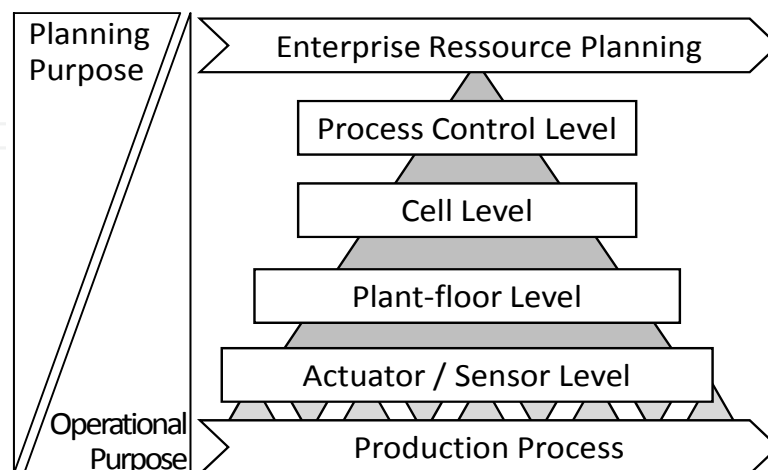 Planning
Purpose
Enterprise Ressource Planning
Process Control Level
Cell Level
Plant-floor Level
Actuator / Sensor Level
Operational
Purpose
Production Process